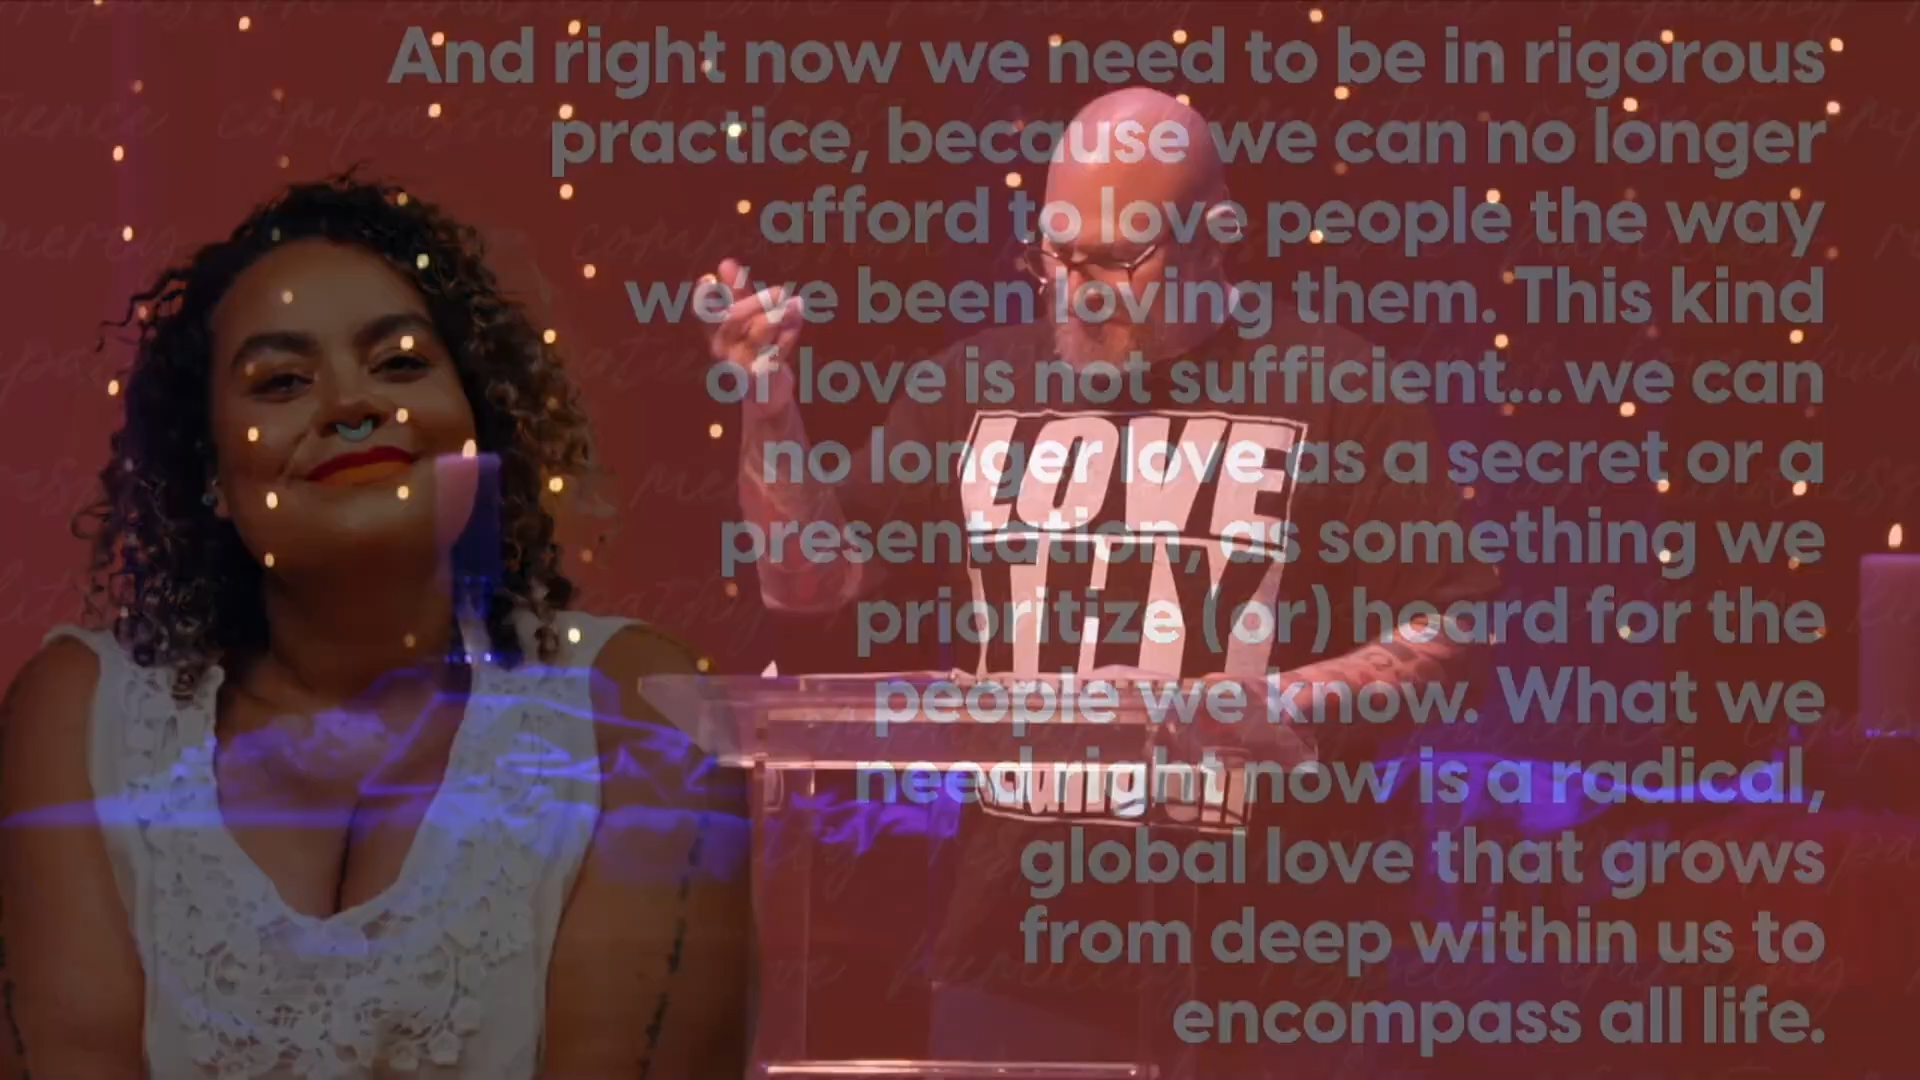 And right now we need to be in rigorous
practice, because we can no longer
afford to love people the way
we've been loving them. This kind
of love is not sufficient...we can
no longer love as a secret or a
presentation, as something we
prioritize (or) hoard for the
people we know. What we
need right now is a radical,
global love that grows
from deep within us to
encompass all life.
LOVE
THY